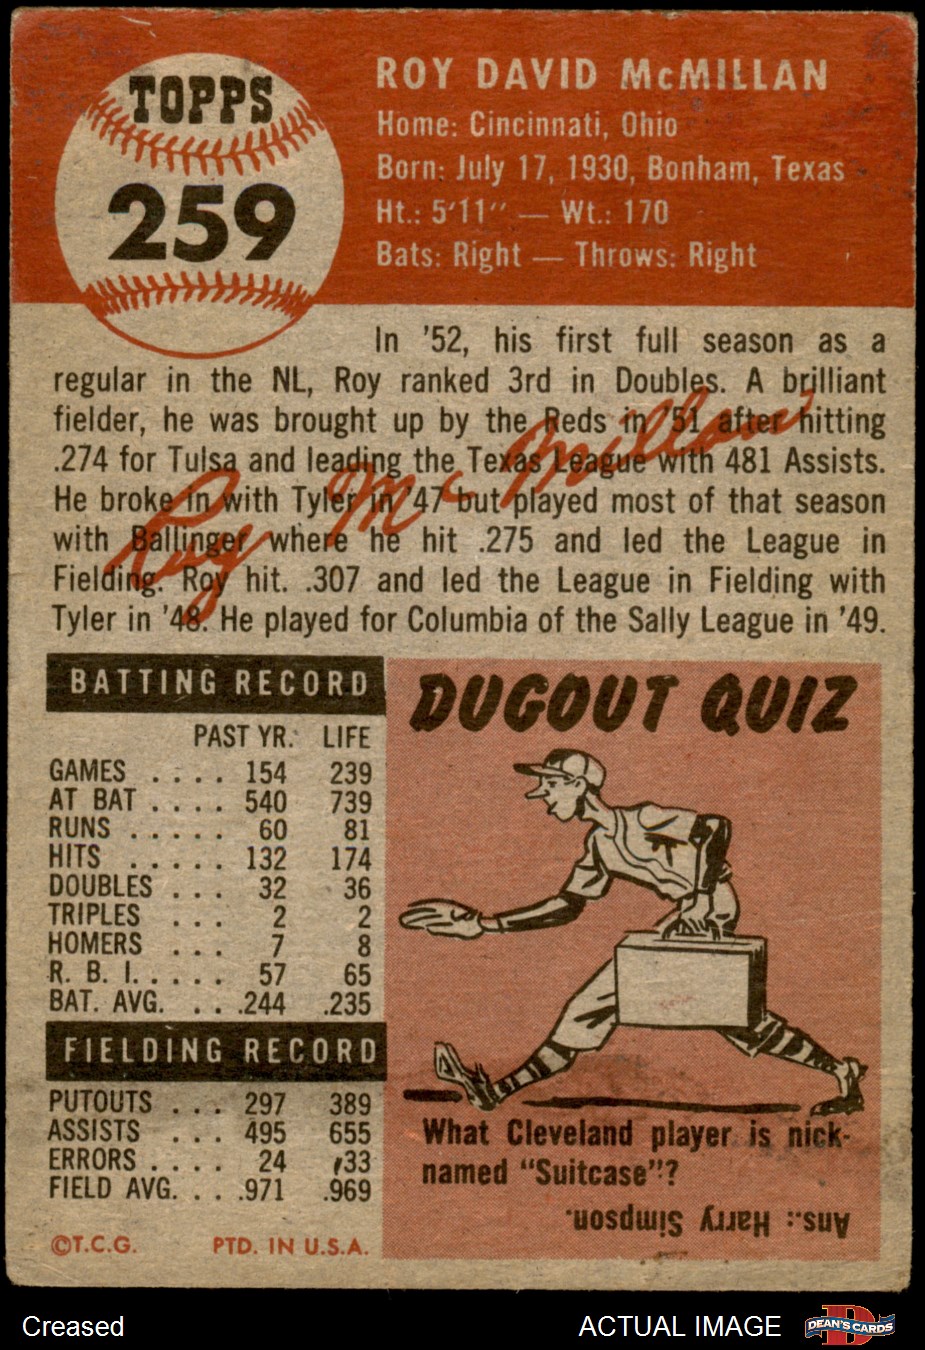 TOPPS
259
ROY DAVID McMILLAN
Home: Cincinnati, Ohio
Born: July 17, 1930, Bonham, Texas
Ht.: 5'11" — Wt.: 170
Bats: Right — Throws: Right
In '52, his first full season as a
regular in the NL, Roy ranked 3rd in Doubles. A brilliant
fielder, he was brought up by the Reds in '51 after hitting
.274 for Tulsa and leading the Texas League with 481 Assists.
He broke in with Tyler in '47 but played most of that season
with Ballinger where he hit .275 and led the League in
Fielding. Roy hit. .307 and led the League in Fielding with
Tyler in '48. He played for Columbia of the Sally League in '49.
Roy McMillan
BATTING RECORD
PAST YR. LIFE
GAMES .... 154 239
AT BAT .... 540 739
RUNS ..... 60 81
HITS ..... 132 174
DOUBLES ... 32 36
TRIPLES ... 2 2
HOMERS ... 7 8
R. B. I. .... 57 65
BAT. AVG. ... .244 .235
FIELDING RECORD
PUTOUTS ... 297 389
ASSISTS ... 495 655
ERRORS .... 24 33
FIELD AVG. ... .971 .969
©T.C.G. PTD. IN U.S.A.
DUGOUT QUIZ
What Cleveland player is nick-
named "Suitcase"?
Ans.: Harry Simpson.
Creased
ACTUAL IMAGE
D
DEAN'S CARDS